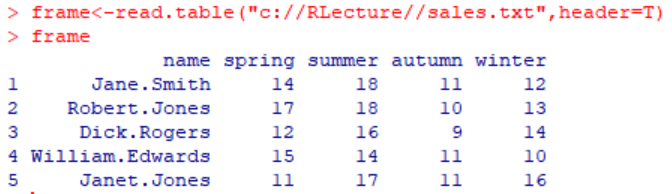 > frame<-read.table("c://RLecture//sales.txt",header=T)
> frame
name spring summer autumn winter
1 Jane.Smith 14 18 11 12
2 Robert.Jones 17 18 10 13
3 Dick.Rogers 12 16 9 14
4 William.Edwards 15 14 11 10
5 Janet.Jones 11 17 11 16